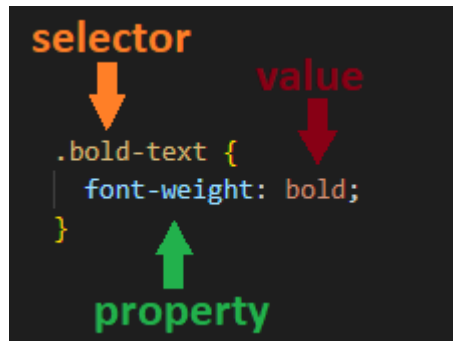 selector
value
.bold-text {
font-weight: bold;
}
property